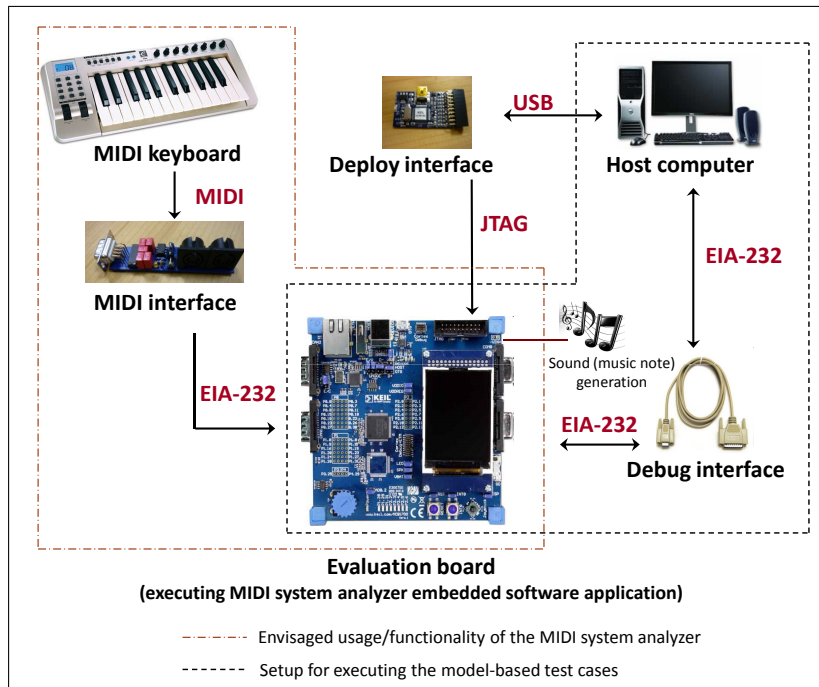 USB
MIDI keyboard
Deploy interface
Host computer
MIDI
JTAG
EIA-232
MIDI interface
Sound (music note)
generation
EIA-232
KEIL
EIA-232
Debug interface
Evaluation board
(executing MIDI system analyzer embedded software application)
Envisaged usage/functionality of the MIDI system analyzer
Setup for executing the model-based test cases